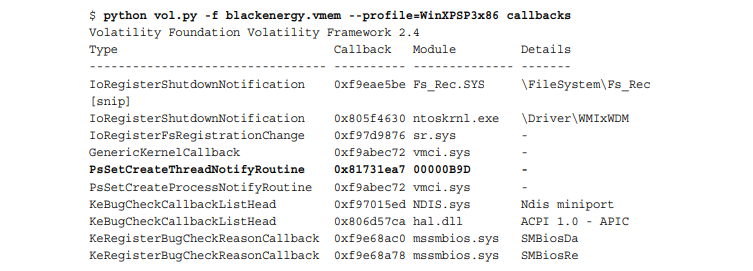 $ python vol.py -f blackenergy.vmem --profile=WinXPSP3x86 callbacks
Volatility Foundation Volatility Framework 2.4
Type Callback Module Details
-------------------------------- ---------- -------------- -------
IoRegisterShutdownNotification 0xf9eae5be Fs_Rec.SYS \FileSystem\Fs_Rec
[snip]
IoRegisterShutdownNotification 0x805f4630 ntoskrnl.exe \Driver\WMIxWDM
IoRegisterFsRegistrationChange 0xf97d9876 sr.sys -
GenericKernelCallback 0xf9abec72 vmci.sys -
PsSetCreateThreadNotifyRoutine 0x81731ea7 00000B9D -
PsSetCreateProcessNotifyRoutine 0xf9abec72 vmci.sys -
KeBugCheckCallbackListHead 0xf97015ed NDIS.sys Ndis miniport
KeBugCheckCallbackListHead 0x806d57ca hal.dll ACPI 1.0 - APIC
KeRegisterBugCheckReasonCallback 0xf9e68ac0 mssmbios.sys SMBiosDa
KeRegisterBugCheckReasonCallback 0xf9e68a78 mssmbios.sys SMBiosRe